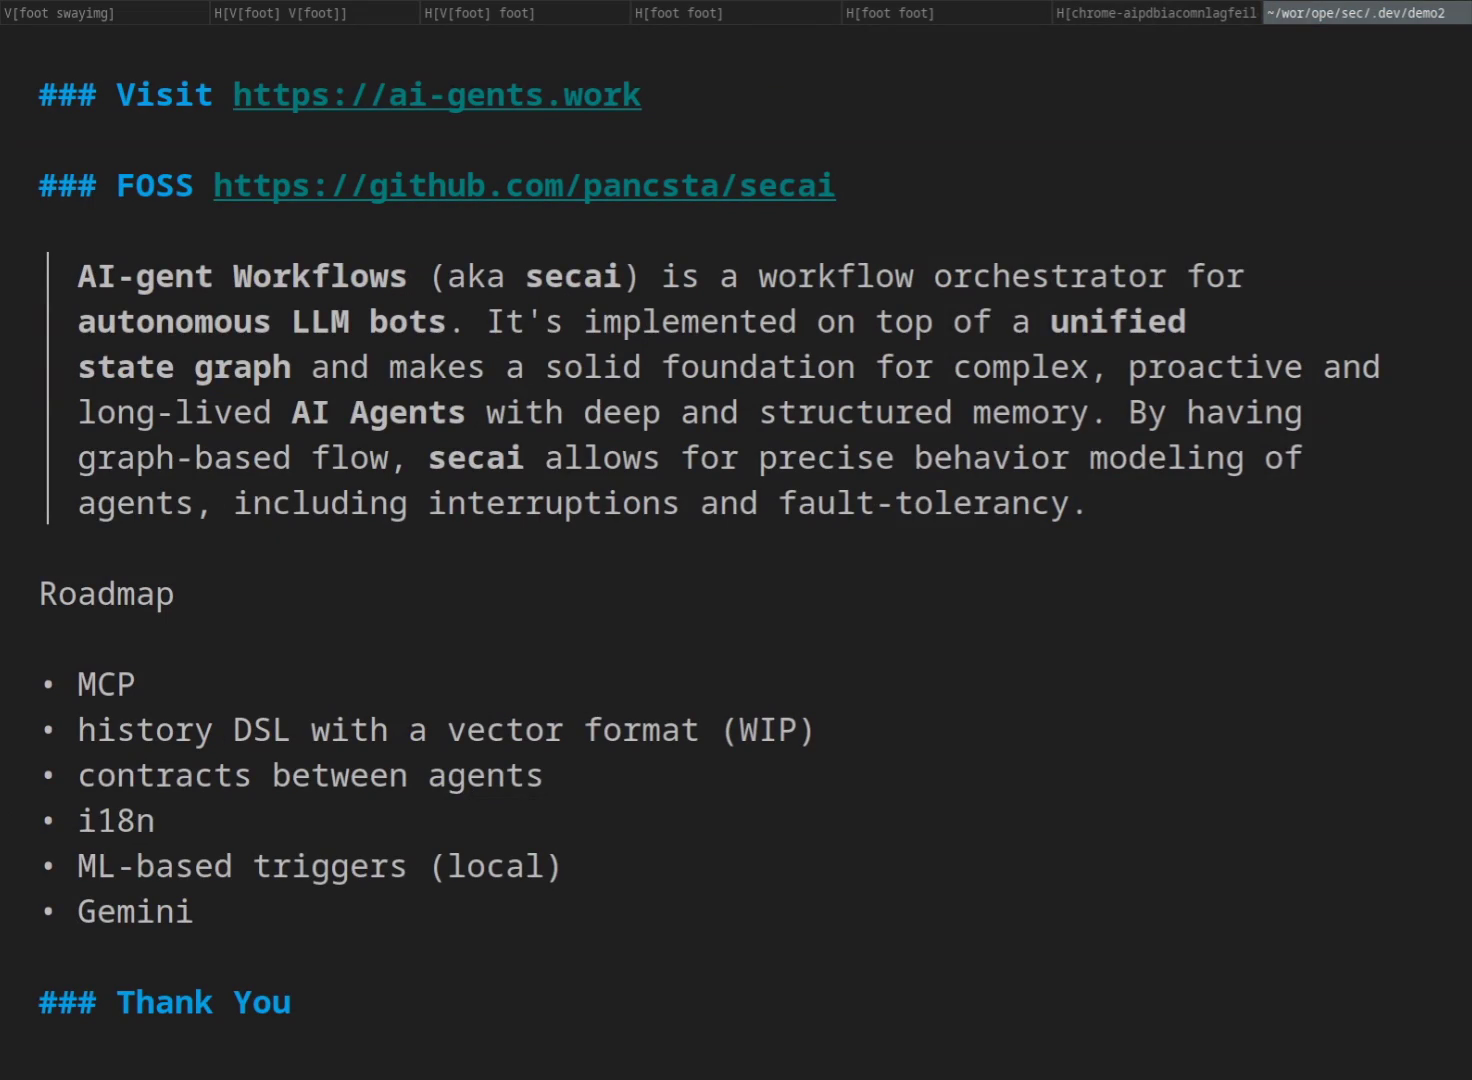 V[foot swayimg]
H[V[foot] V[foot]]
H[V[foot] foot]
H[foot foot]
H[foot foot]
H[chrome-aipdbiacomnlagfeil
~/wor/ope/sec/.dev/demo2
### Visit https://ai-gents.work
### FOSS https://github.com/pancsta/secai
AI-gent Workflows (aka secai) is a workflow orchestrator for
autonomous LLM bots. It's implemented on top of a unified
state graph and makes a solid foundation for complex, proactive and
long-lived AI Agents with deep and structured memory. By having
graph-based flow, secai allows for precise behavior modeling of
agents, including interruptions and fault-tolerancy.
Roadmap
• MCP
• history DSL with a vector format (WIP)
• contracts between agents
• i18n
• ML-based triggers (local)
• Gemini
### Thank You